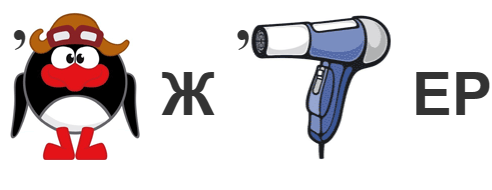 , Ж , ЕР